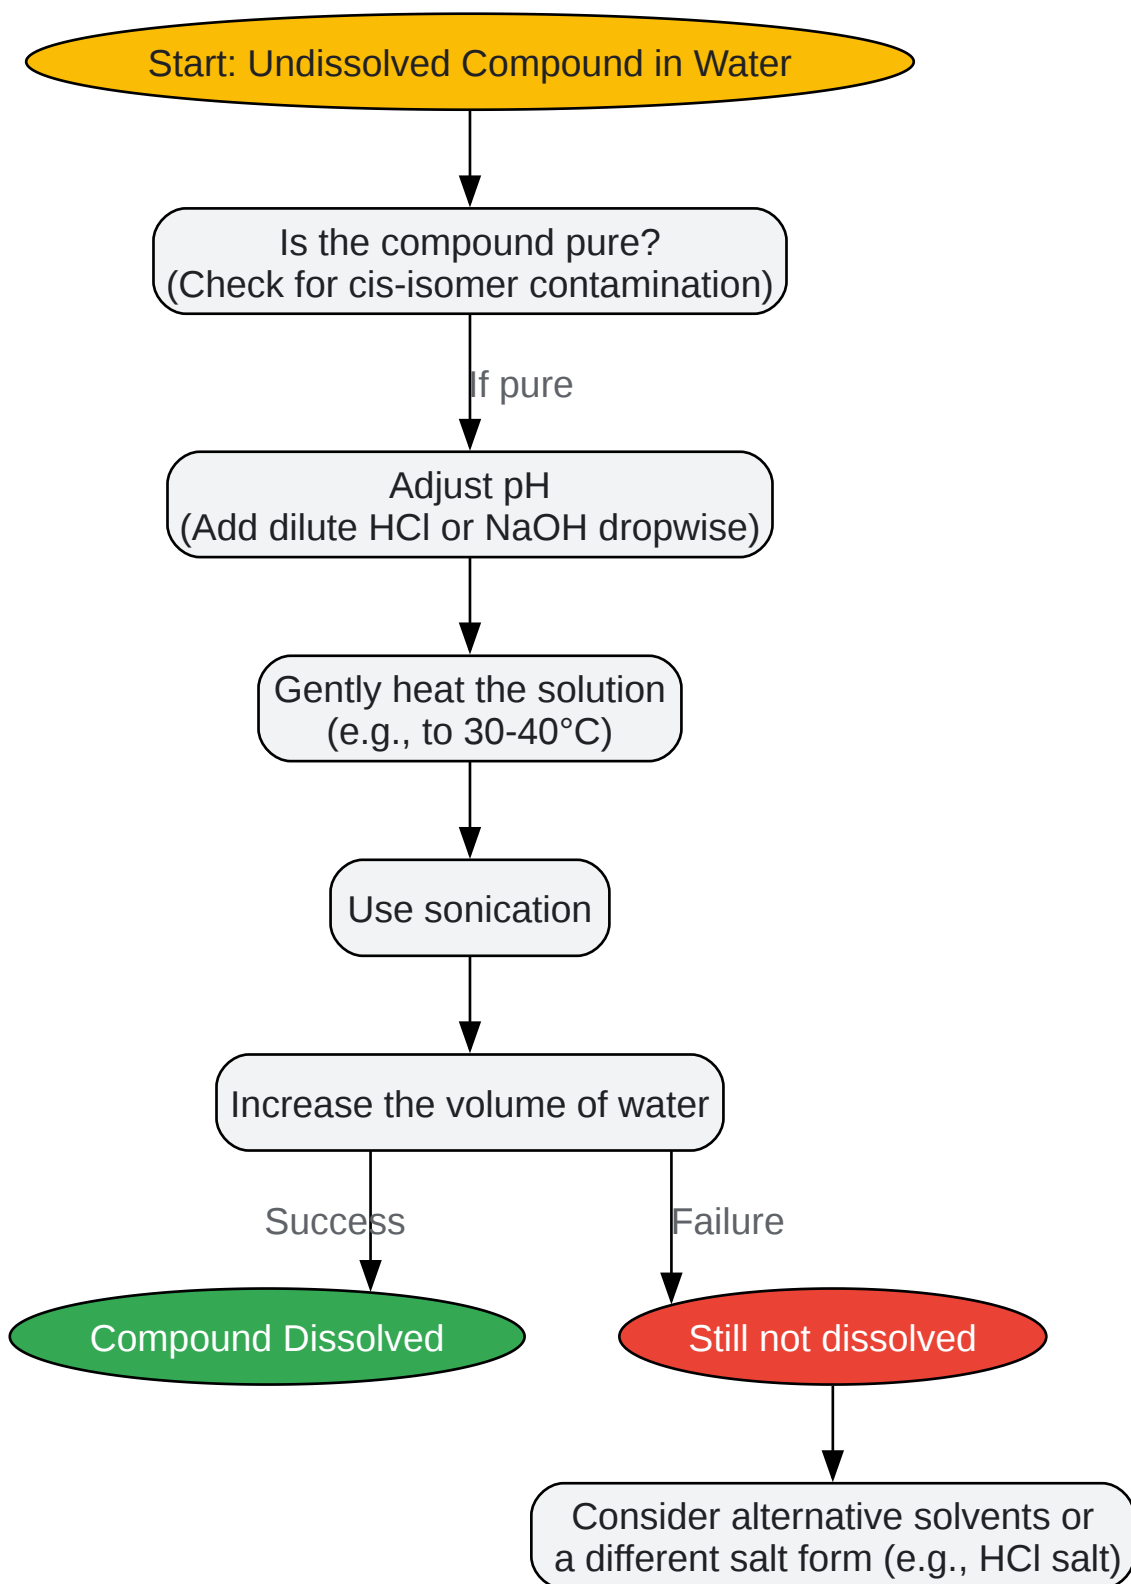 Start: Undissolved Compound in Water
Is the compound pure?
(Check for cis-isomer contamination)
If pure
Adjust pH
(Add dilute HCl or NaOH dropwise)
Gently heat the solution
(e.g., to 30-40°C)
Use sonication
Increase the volume of water
Success
Failure
Compound Dissolved
Still not dissolved
Consider alternative solvents or
a different salt form (e.g., HCl salt)